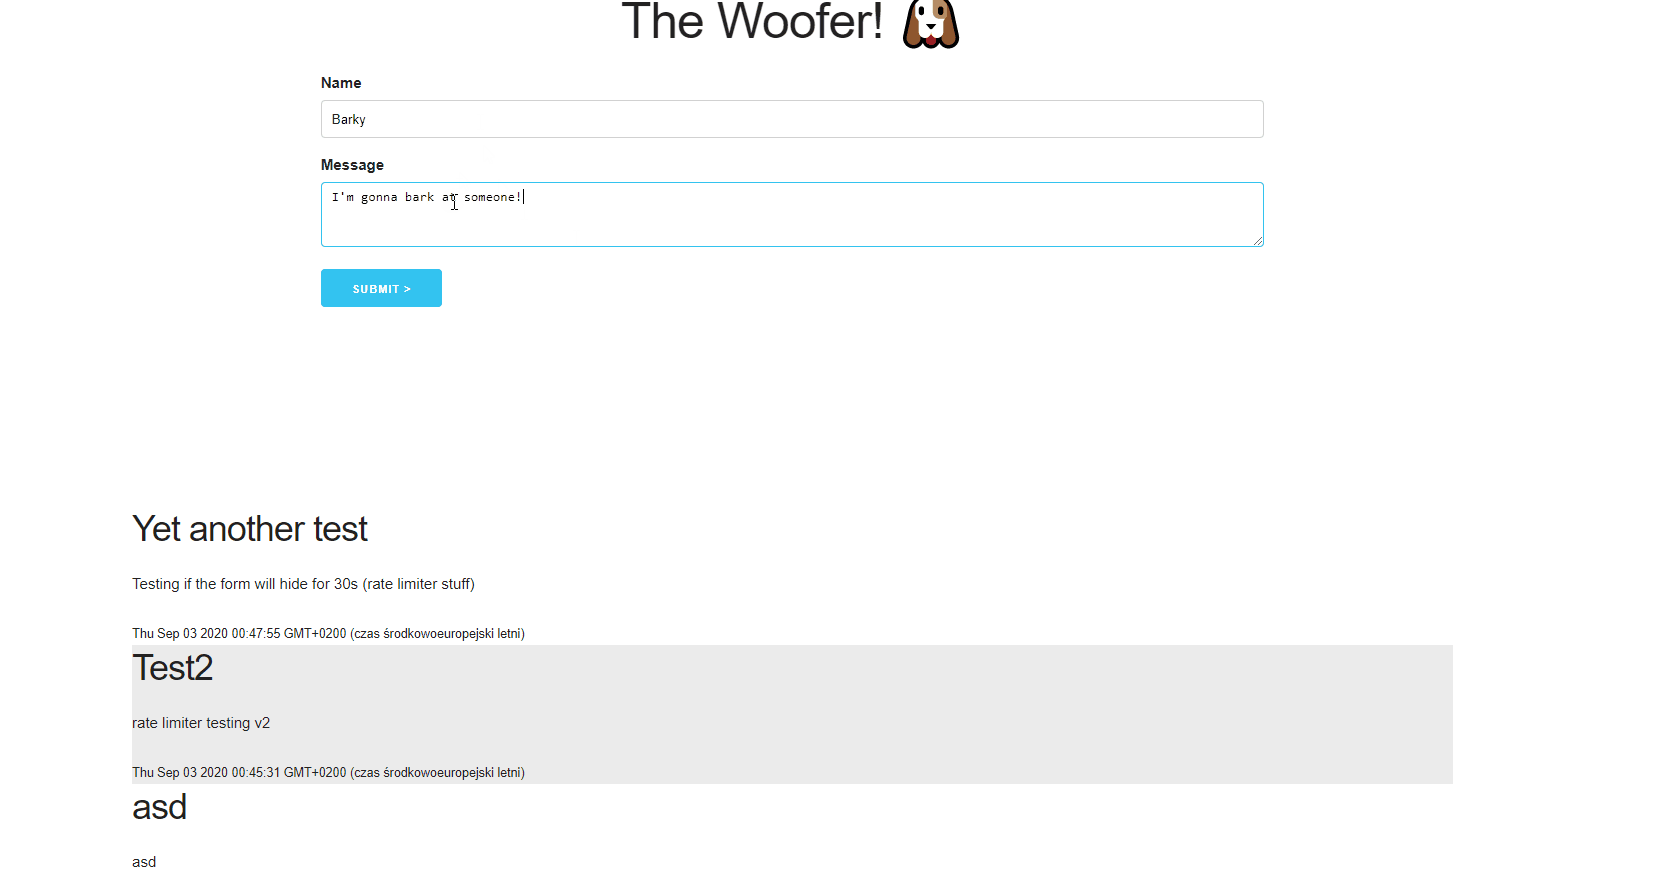 The Woofer!
Name
Barky
Message
I'm gonna bark at someone!
SUBMIT >
Yet another test
Testing if the form will hide for 30s (rate limiter stuff)
Thu Sep 03 2020 00:47:55 GMT+0200 (czas środkowoeuropejski letni)
Test2
rate limiter testing v2
Thu Sep 03 2020 00:45:31 GMT+0200 (czas środkowoeuropejski letni)
asd
asd